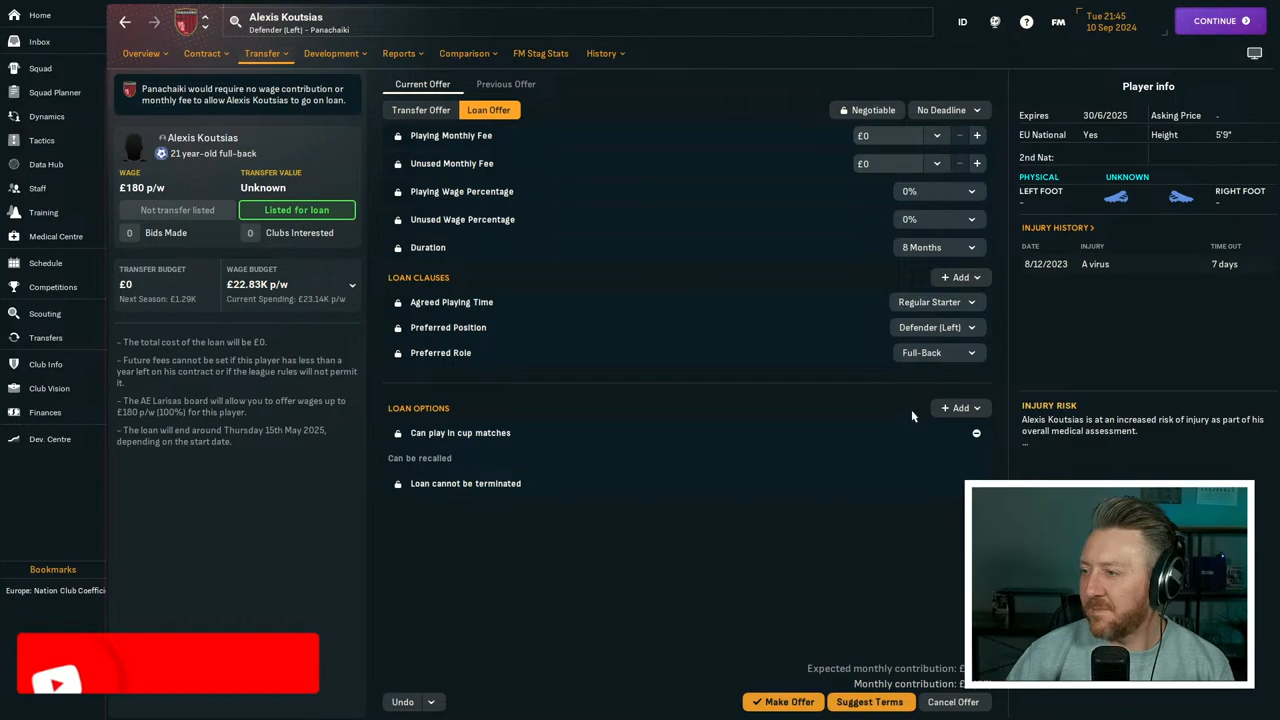 Home
Inbox
Squad
Squad Planner
Dynamics
Tactics
Data Hub
Staff
Training
Medical Centre
Schedule
Competitions
Scouting
Transfers
Club Info
Club Vision
Finances
Dev. Centre
Bookmarks
Europe: Nation Club Coeffici
Alexis Koutsias
Defender (Left) - Panachaiki
ID
FM
Tue 21:45
10 Sep 2024
CONTINUE
Overview
Contract
Transfer
Development
Reports
Comparison
FM Stag Stats
History
Panachaiki would require no wage contribution or
monthly fee to allow Alexis Koutsias to go on loan.
Alexis Koutsias
21 year-old full-back
WAGE
TRANSFER VALUE
£180 p/w
Unknown
Not transfer listed
Listed for loan
0 Bids Made
0 Clubs Interested
TRANSFER BUDGET
WAGE BUDGET
£0
£22.83K p/w
Next Season: £1.29K
Current Spending: £23.14K p/w
- The total cost of the loan will be £0.
- Future fees cannot be set if this player has less than a
year left on his contract or if the league rules will not permit
it.
- The AE Larisas board will allow you to offer wages up to
£180 p/w (100%) for this player.
- The loan will end around Thursday 15th May 2025,
depending on the start date.
Current Offer
Previous Offer
Transfer Offer
Loan Offer
Negotiable
No Deadline
Playing Monthly Fee
£0
Unused Monthly Fee
£0
Playing Wage Percentage
0%
Unused Wage Percentage
0%
Duration
8 Months
LOAN CLAUSES
+ Add
Agreed Playing Time
Regular Starter
Preferred Position
Defender (Left)
Preferred Role
Full-Back
LOAN OPTIONS
+ Add
Can play in cup matches
Can be recalled
Loan cannot be terminated
Expected monthly contribution: £
Monthly contribution: £
Undo
Make Offer
Suggest Terms
Cancel Offer
Player info
Expires 30/6/2025
Asking Price -
EU National Yes
Height 5'9"
2nd Nat:
PHYSICAL
UNKNOWN
LEFT FOOT
-
RIGHT FOOT
-
INJURY HISTORY >
DATE
INJURY
TIME OUT
8/12/2023
A virus
7 days
INJURY RISK
Alexis Koutsias is at an increased risk of injury as part of his
overall medical assessment.
...